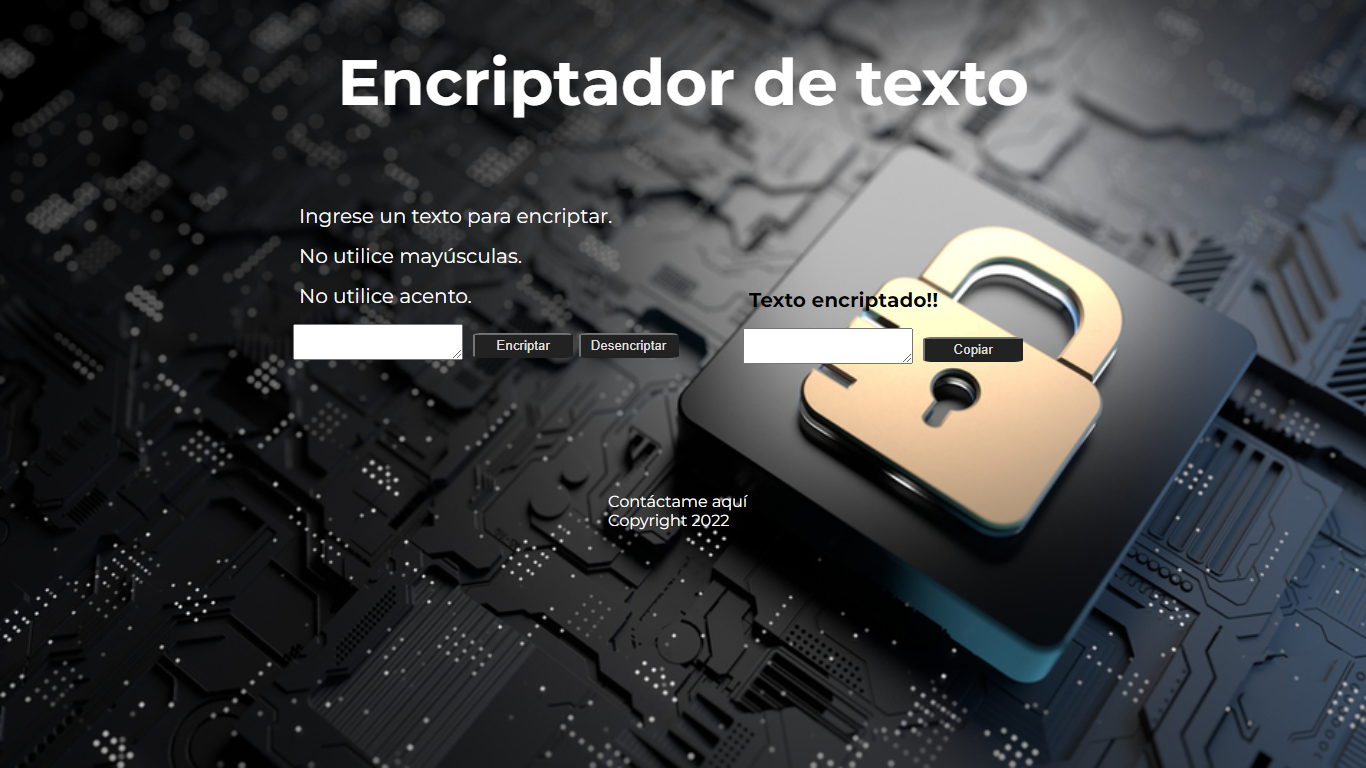 Encriptador de texto
Ingrese un texto para encriptar.
No utilice mayúsculas.
No utilice acento.
Encriptar
Desencriptar
Texto encriptado!!
Copiar
Contáctame aquí
Copyright 2022